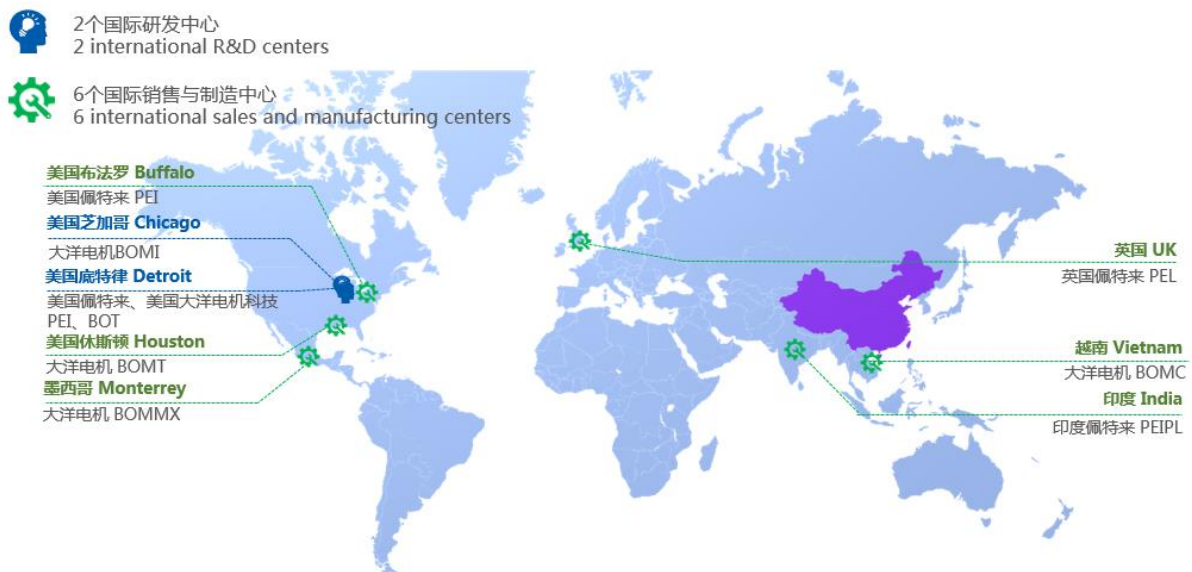 2个国际研发中心
2 international R&D centers
6个国际销售与制造中心
6 international sales and manufacturing centers
美国布法罗 Buffalo
美国佩特来 PEI
美国芝加哥 Chicago
大洋电机BOMI
美国底特律 Detroit
美国佩特来、美国大洋电机科技
PEI、BOT
美国休斯顿 Houston
大洋电机 BOMT
墨西哥 Monterrey
大洋电机 BOMMX
英国 UK
英国佩特来 PEL
越南 Vietnam
大洋电机 BOMC
印度 India
印度佩特来 PEIPL